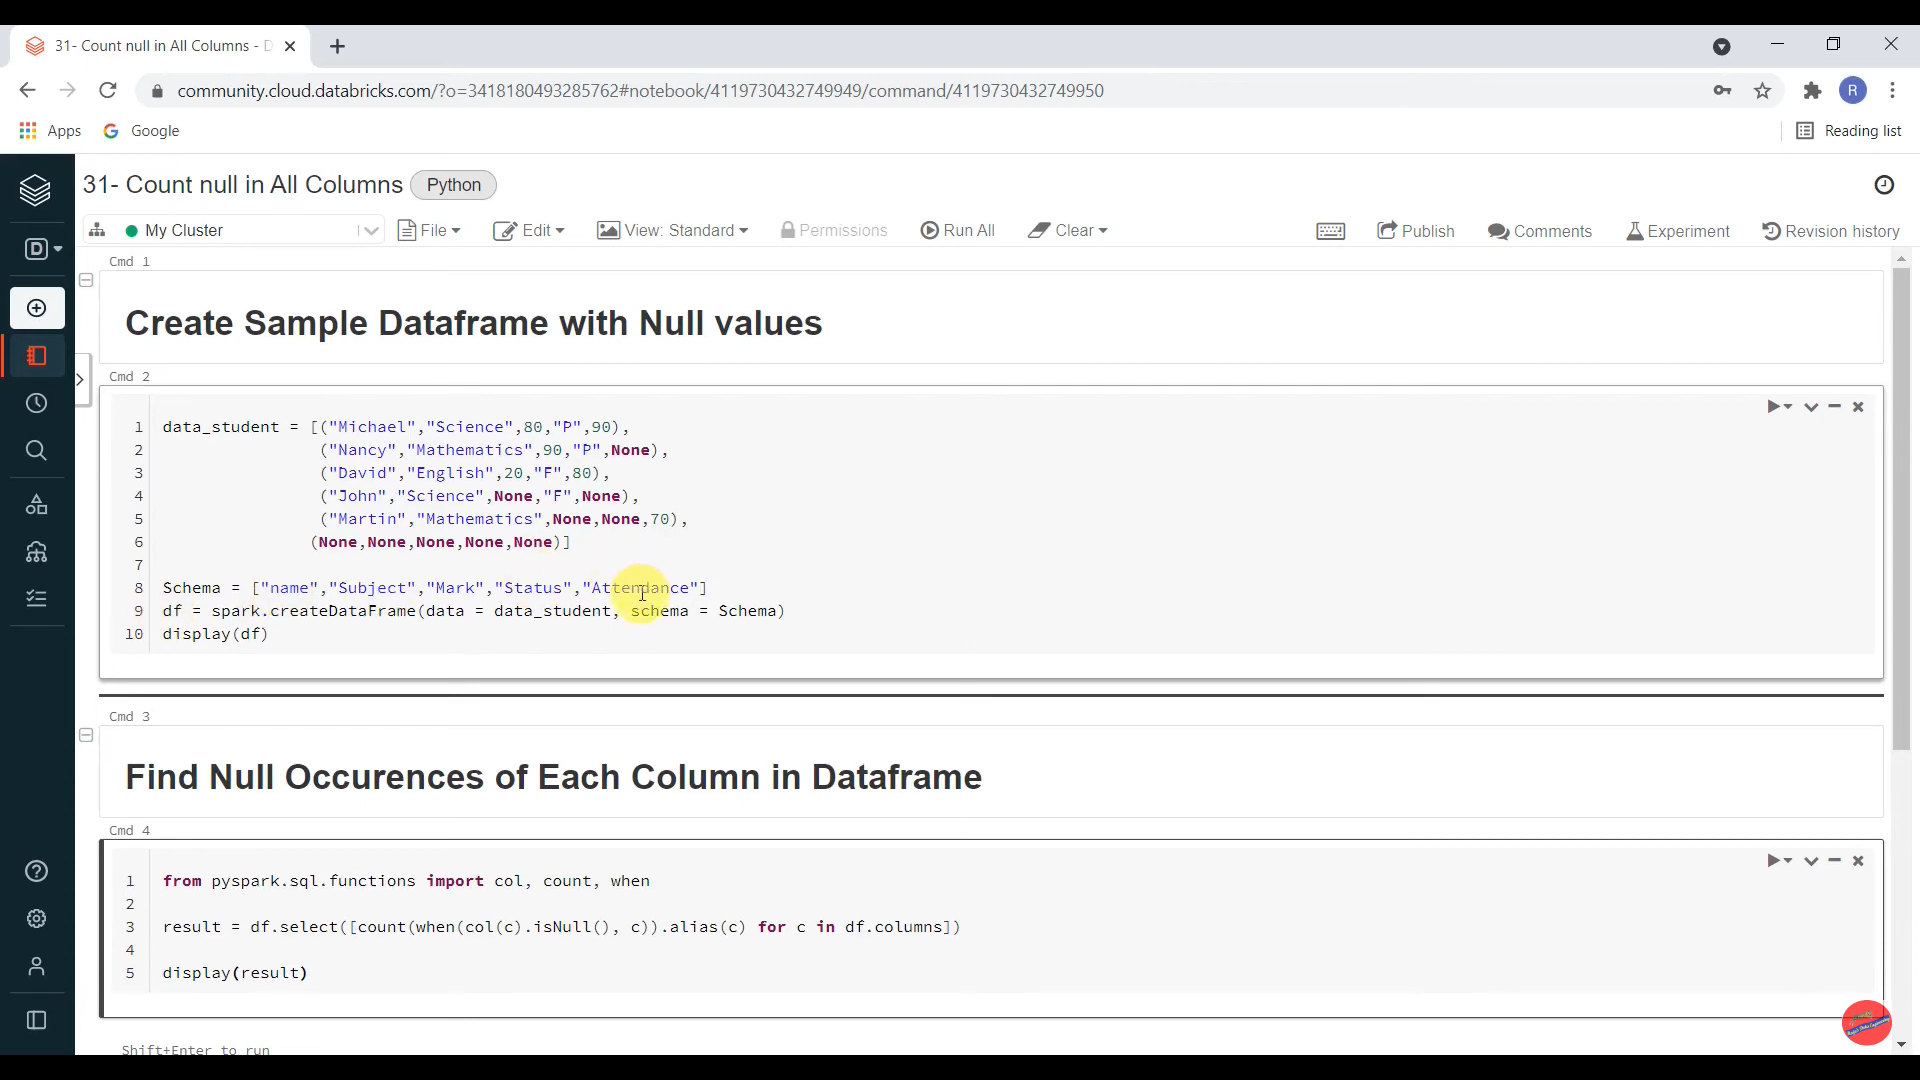 31- Count null in All Columns - D
community.cloud.databricks.com/?o=3418180493285762#notebook/4119730432749949/command/4119730432749950
R
Apps
Google
Reading list
31- Count null in All Columns
Python
D
My Cluster
File
Edit
View: Standard
Permissions
Run All
Clear
Publish
Comments
Experiment
Revision history
Cmd 1
Create Sample Dataframe with Null values
Cmd 2
1 data_student = [("Michael","Science",80,"P",90),
2 ("Nancy","Mathematics",90,"P",None),
3 ("David","English",20,"F",80),
4 ("John","Science",None,"F",None),
5 ("Martin","Mathematics",None,None,70),
6 (None,None,None,None,None)]
7
8 Schema = ["name","Subject","Mark","Status","Attendance"]
9 df = spark.createDataFrame(data = data_student, schema = Schema)
10 display(df)
Cmd 3
Find Null Occurences of Each Column in Dataframe
Cmd 4
1 from pyspark.sql.functions import col, count, when
2
3 result = df.select([count(when(col(c).isNull(), c)).alias(c) for c in df.columns])
4
5 display(result)
Shift+Enter to run